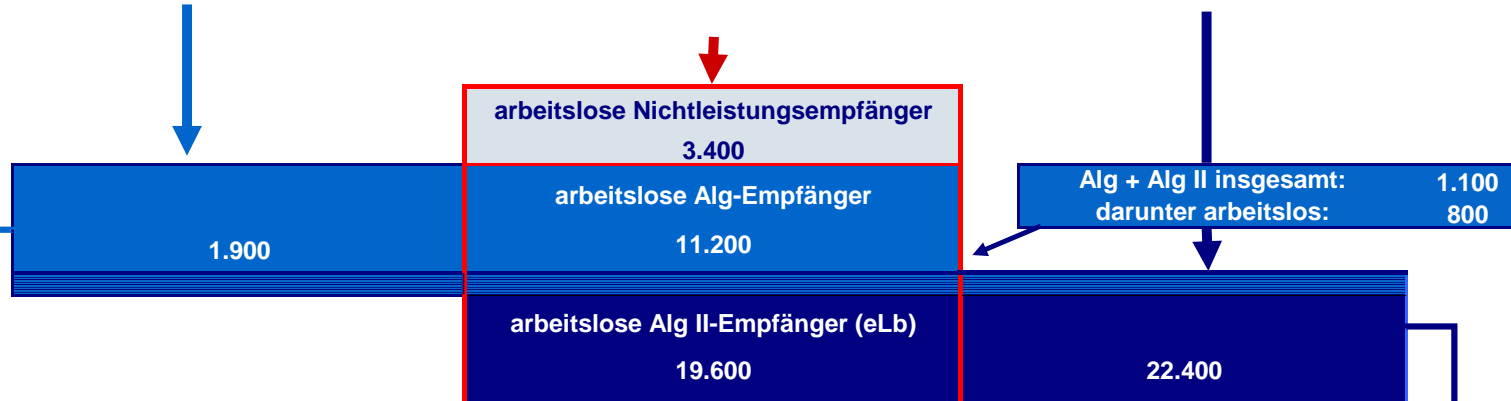 arbeitslose Nichtleistungsempfänger
3.400
arbeitslose Alg-Empfänger
1.900
11.200
Alg + Alg II insgesamt: 1.100
darunter arbeitslos: 800
arbeitslose Alg II-Empfänger (eLb)
19.600
22.400